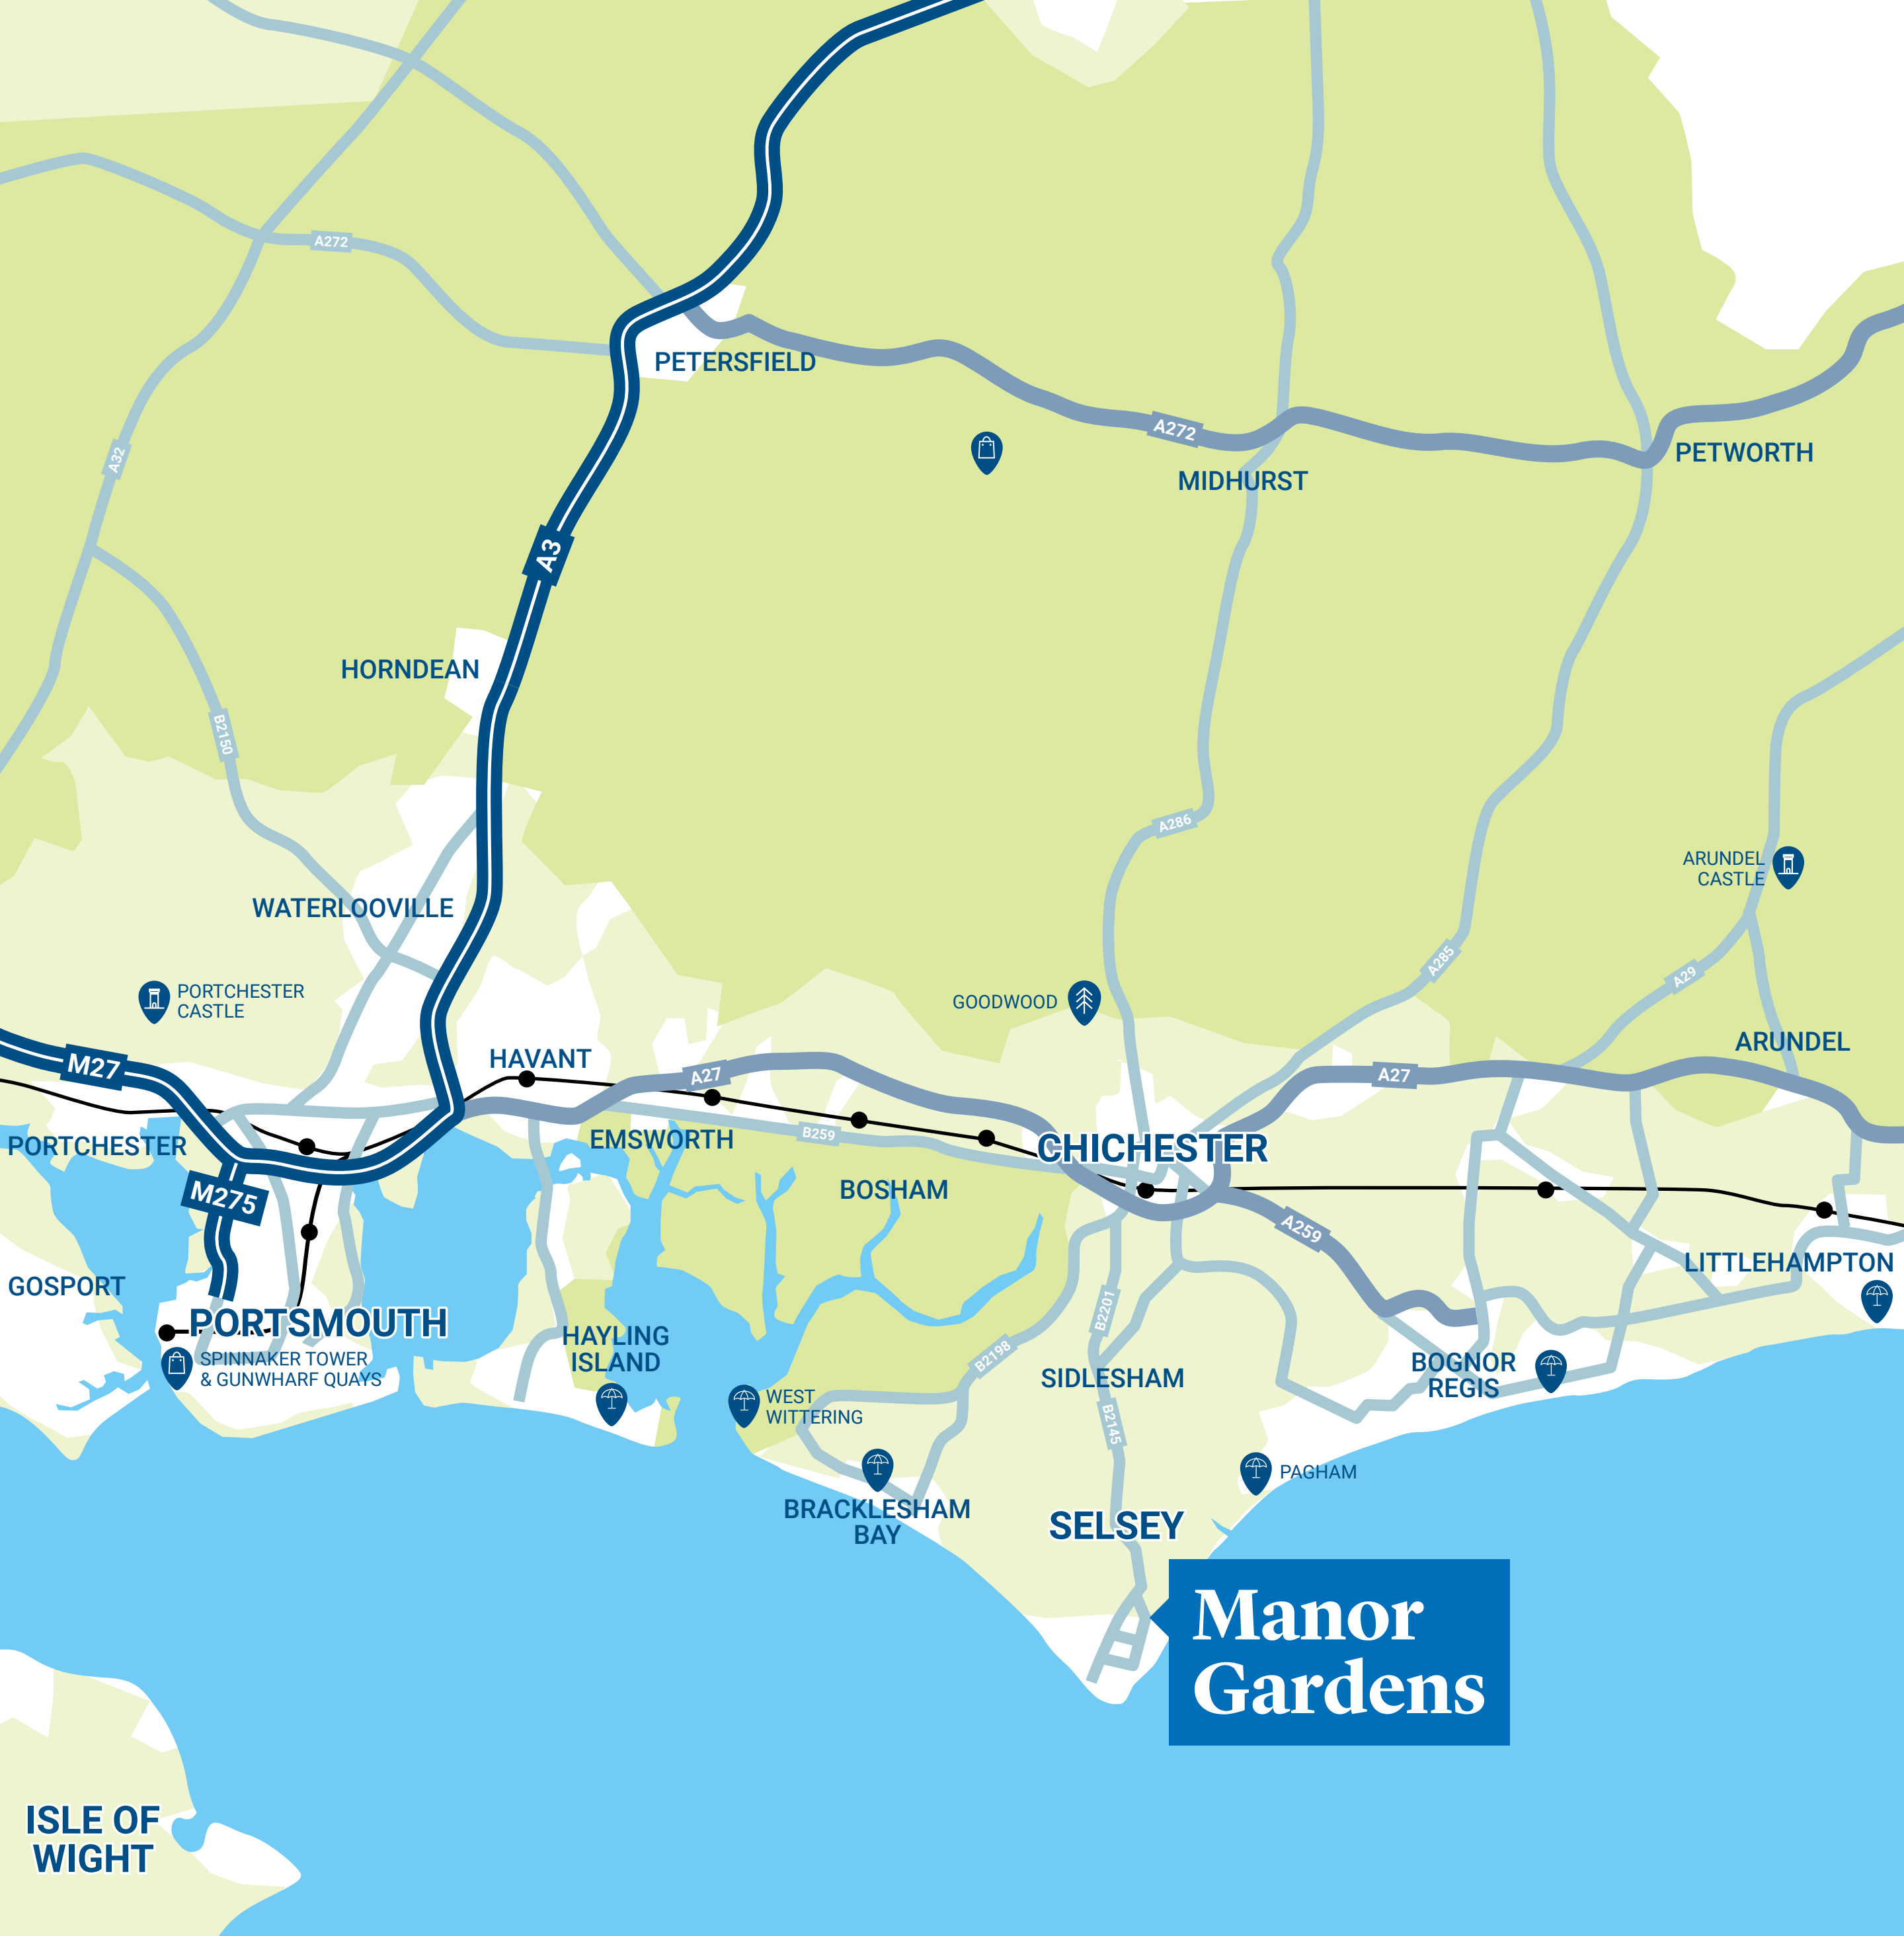 A272
PETERSFIELD
A272
MIDHURST
PETWORTH
A32
A3
HORNDEAN
B2150
A286
ARUNDEL
CASTLE
WATERLOOVILLE
A285
A29
PORTCHESTER
CASTLE
GOODWOOD
ARUNDEL
M27
HAVANT
A27
A27
PORTCHESTER
EMSWORTH
B259
CHICHESTER
M275
BOSHAM
A259
GOSPORT
LITTLEHAMPTON
PORTSMOUTH
B2201
HAYLING
ISLAND
B2198
SPINNAKER TOWER
& GUNWHARF QUAYS
SIDLESHAM
BOGNOR
REGIS
WEST
WITTERING
B2145
PAGHAM
BRACKLESHAM
BAY
SELSEY
Manor
Gardens
ISLE OF
WIGHT